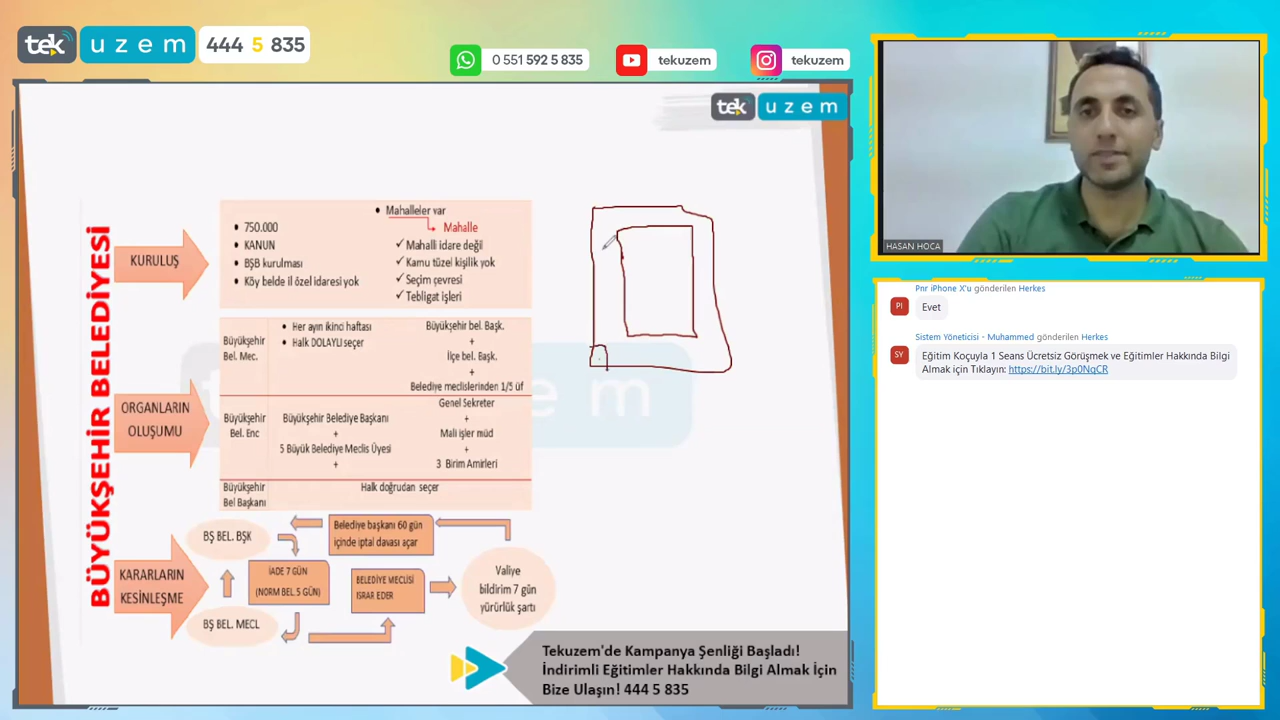 tek uzem 444 5 835
0 551 592 5 835
tekuzem
tekuzem
tek uzem
BÜYÜKŞEHİR BELEDİYESİ
KURULUŞ
• 750.000
• KANUN
• BŞB kurulması
• Köy belde il özel idaresi yok
• Mahalleler var
Mahalle
✓ Mahalli idare değil
✓ Kamu tüzel kişilik yok
✓ Seçim çevresi
✓ Tebligat işleri
ORGANLARIN
OLUŞUMU
Büyükşehir
Bel. Mec.
• Her ayın ikinci haftası
• Halk DOLAYLI seçer
Büyükşehir bel. Başk.
+
İlçe bel. Başk.
+
Belediye meclislerinden 1/5 üf
Büyükşehir
Bel. Enc
Büyükşehir Belediye Başkanı
+
5 Büyük Belediye Meclis Üyesi
+
Genel Sekreter
+
Mali işler müd
+
3 Birim Amirleri
Büyükşehir
Bel Başkanı
Halk doğrudan seçer
KARARLARIN
KESİNLEŞME
BŞ BEL. BŞK
BŞ BEL. MECL
İADE 7 GÜN
(NORM BEL. 5 GÜN)
Belediye başkanı 60 gün
içinde iptal davası açar
BELEDİYE MECLİSİ
ISRAR EDER
Valiye
bildirim 7 gün
yürürlük şartı
Tekuzem'de Kampanya Şenliği Başladı!
İndirimli Eğitimler Hakkında Bilgi Almak İçin
Bize Ulaşın! 444 5 835
HASAN HOCA
Pnr iPhone X'u gönderilen Herkes
PI
Evet
Sistem Yöneticisi - Muhammed gönderilen Herkes
SY
Eğitim Koçuyla 1 Seans Ücretsiz Görüşmek ve Eğitimler Hakkında Bilgi
Almak için Tıklayın: https://bit.ly/3p0NqCR